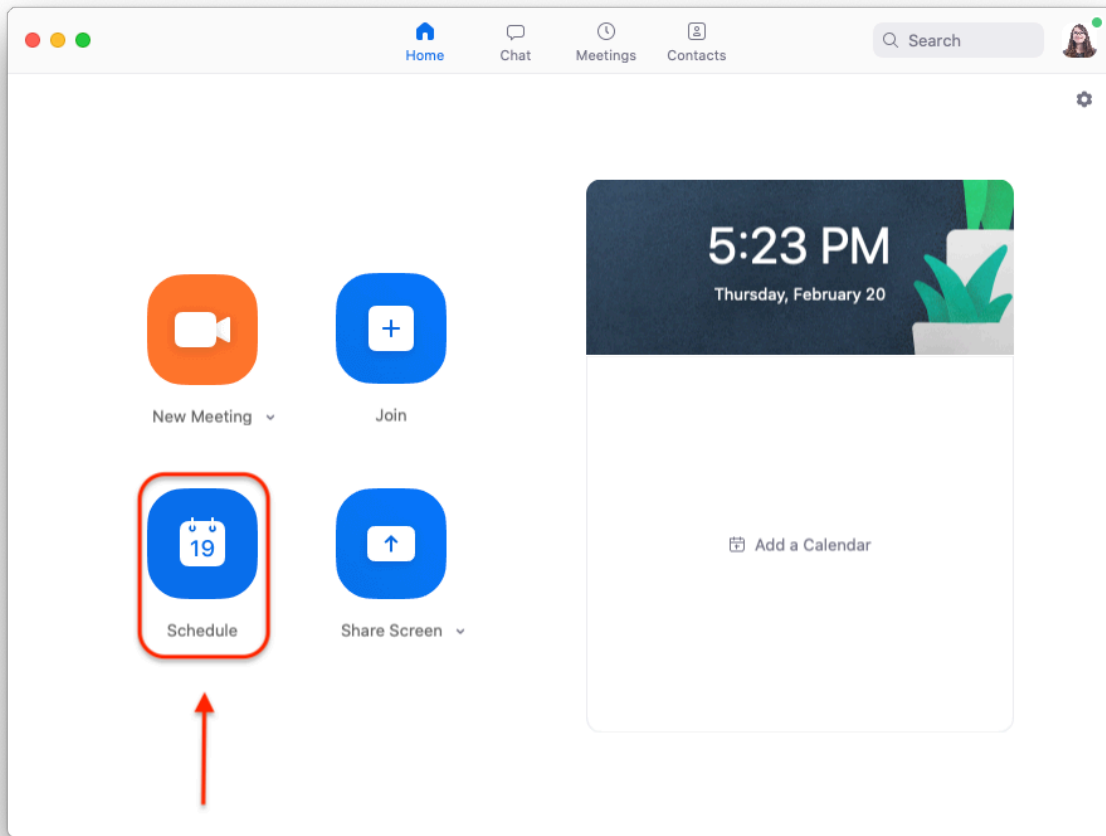 Home
Chat
Meetings
Contacts
Search
5:23 PM
Thursday, February 20
New Meeting
Join
19
Schedule
Share Screen
Add a Calendar